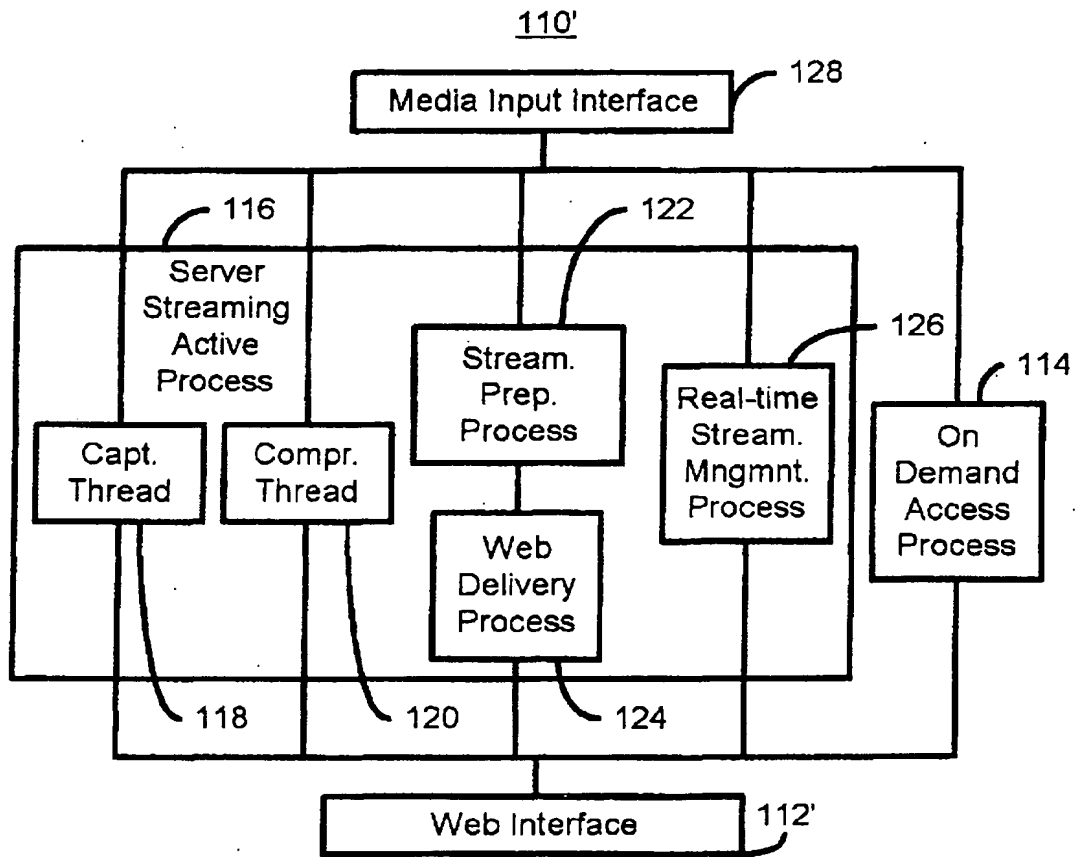 110'
Media Input Interface
128
116
122
Server
Streaming
Active
Process
126
Stream.
Prep.
Process
114
Real-time
Stream.
Mngmnt.
Process
Capt.
Thread
Compr.
Thread
On
Demand
Access
Process
Web
Delivery
Process
118
120
124
Web Interface
112'